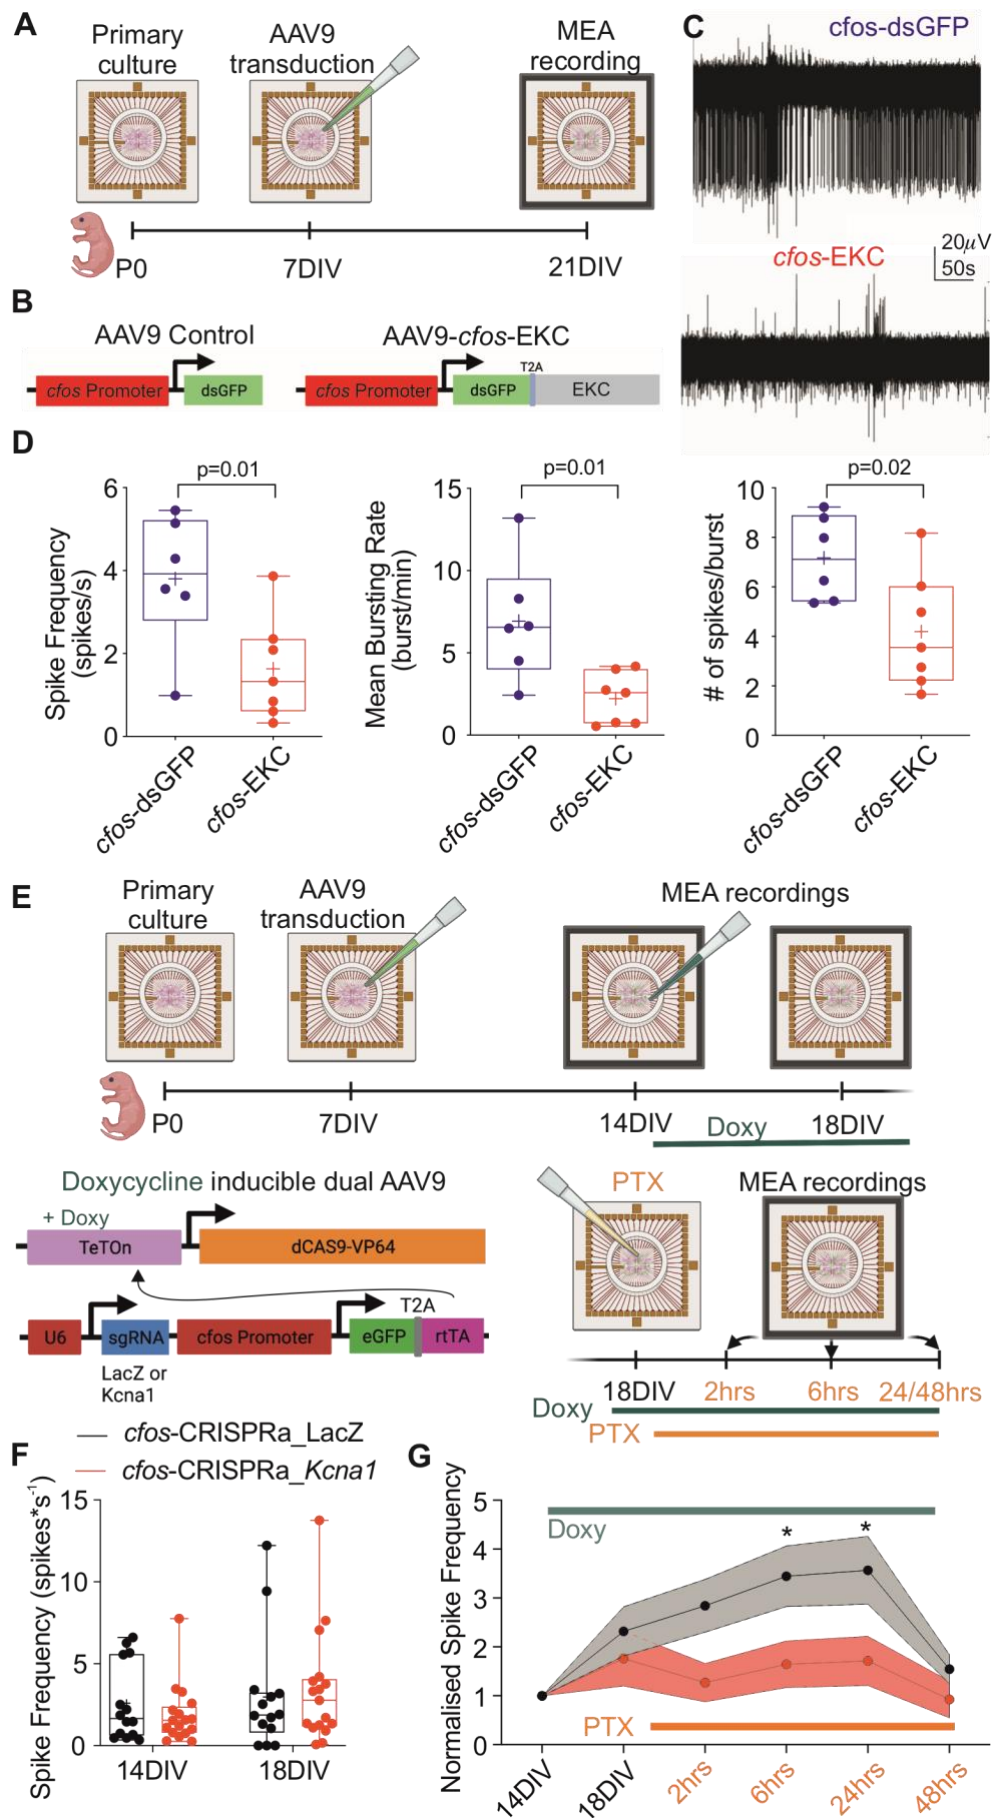 A
Primary
culture
AAV9
transduction
MEA
recording
P0
7DIV
21DIV
C
cfos-dsGFP
20μV
50s
cfos-EKC
B
AAV9 Control
AAV9-cfos-EKC
cfos Promoter
dsGFP
cfos Promoter
dsGFP
T2A
EKC
D
p=0.01
6
4
2
0
Spike Frequency
(spikes/s)
cfos-dsGFP
cfos-EKC
p=0.01
15
10
5
0
Mean Bursting Rate
(burst/min)
cfos-dsGFP
cfos-EKC
p=0.02
10
8
6
4
2
0
# of spikes/burst
cfos-dsGFP
cfos-EKC
E
Primary
culture
AAV9
transduction
MEA recordings
P0
7DIV
14DIV
18DIV
Doxy
Doxycycline inducible dual AAV9
+ Doxy
TeTOn
dCAS9-VP64
U6
sgRNA
cfos Promoter
eGFP
T2A
rtTA
LacZ or
Kcna1
PTX
MEA recordings
18DIV
2hrs
6hrs
24/48hrs
Doxy
PTX
F
cfos-CRISPRa_LacZ
cfos-CRISPRa_Kcna1
Spike Frequency (spikes*s-1)
15
10
5
0
14DIV
18DIV
G
Normalised Spike Frequency
5
4
3
2
1
0
Doxy
*
*
PTX
14DIV
18DIV
2hrs
6hrs
24hrs
48hrs